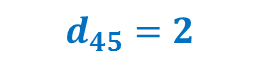 d₄₅ = 2